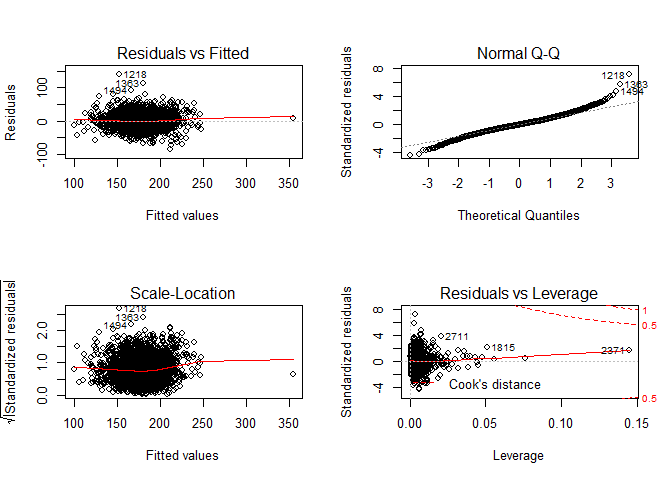 Residuals vs Fitted
Residuals
100
0
-100
1218
1363
1494
100 150 200 250 300 350
Fitted values
Normal Q-Q
Standardized residuals
8
4
0
-4
1218
1363
1494
-3 -2 -1 0 1 2 3
Theoretical Quantiles
Scale-Location
√|Standardized residuals|
2.0
1.0
0.0
1218
1363
1494
100 150 200 250 300 350
Fitted values
Residuals vs Leverage
Standardized residuals
8
4
0
-4
2711
1815
2371
Cook's distance
1
0.5
0.5
0.00 0.05 0.10 0.15
Leverage